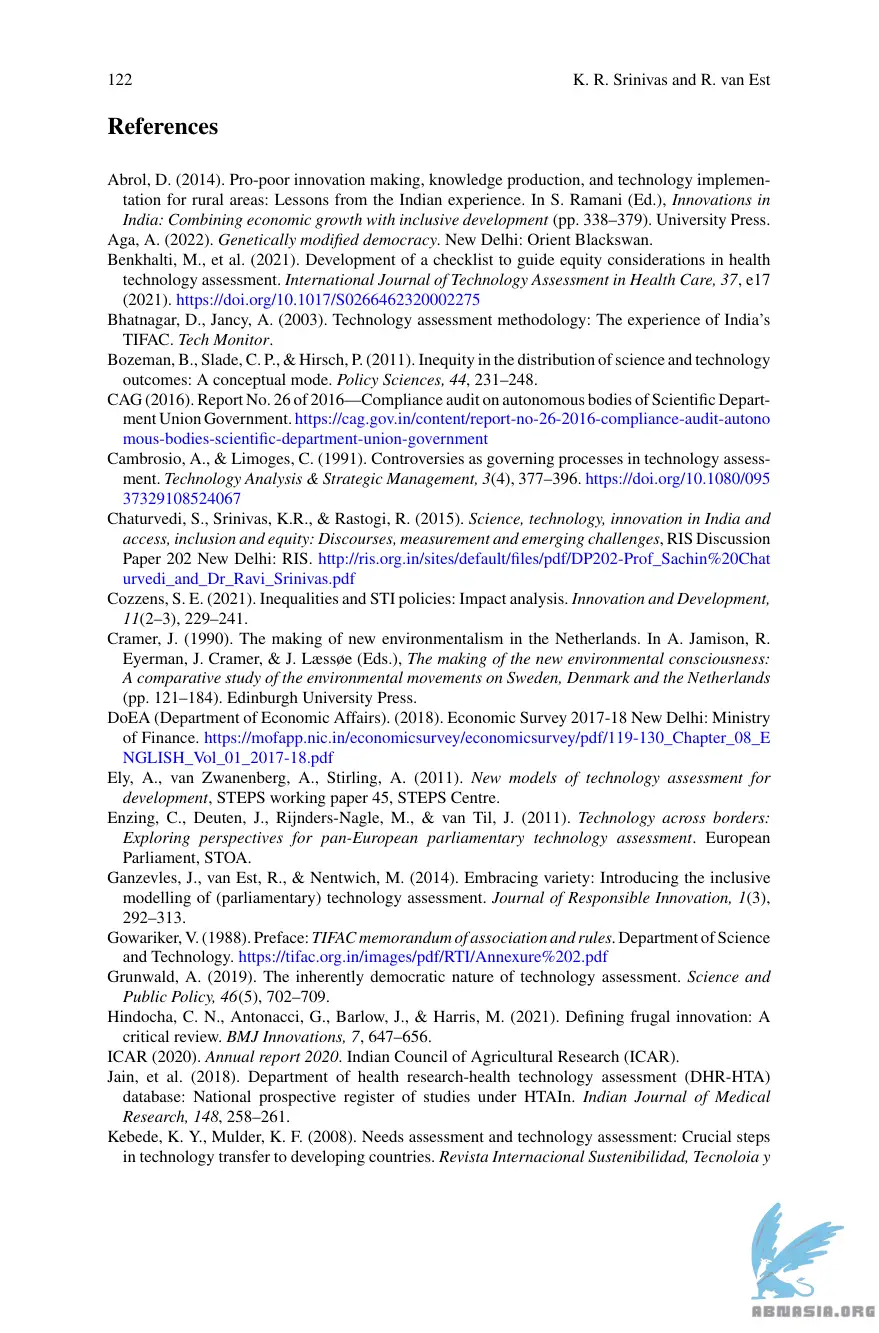 122
K. R. Srinivas and R. van Est
References
Abrol, D. (2014). Pro-poor innovation making, knowledge production, and technology implemen-
tation for rural areas: Lessons from the Indian experience. In S. Ramani (Ed.), Innovations in
India: Combining economic growth with inclusive development (pp. 338–379). University Press.
Aga, A. (2022). Genetically modified democracy. New Delhi: Orient Blackswan.
Benkhalti, M., et al. (2021). Development of a checklist to guide equity considerations in health
technology assessment. International Journal of Technology Assessment in Health Care, 37, e17
(2021). https://doi.org/10.1017/S0266462320002275
Bhatnagar, D., Jancy, A. (2003). Technology assessment methodology: The experience of India’s
TIFAC. Tech Monitor.
Bozeman, B., Slade, C. P., & Hirsch, P. (2011). Inequity in the distribution of science and technology
outcomes: A conceptual mode. Policy Sciences, 44, 231–248.
CAG (2016). Report No. 26 of 2016—Compliance audit on autonomous bodies of Scientific Depart-
ment Union Government. https://cag.gov.in/content/report-no-26-2016-compliance-audit-autono
mous-bodies-scientific-department-union-government
Cambrosio, A., & Limoges, C. (1991). Controversies as governing processes in technology assess-
ment. Technology Analysis & Strategic Management, 3(4), 377–396. https://doi.org/10.1080/095
37329108524067
Chaturvedi, S., Srinivas, K.R., & Rastogi, R. (2015). Science, technology, innovation in India and
access, inclusion and equity: Discourses, measurement and emerging challenges, RIS Discussion
Paper 202 New Delhi: RIS. http://ris.org.in/sites/default/files/pdf/DP202-Prof_Sachin%20Chat
urvedi_and_Dr_Ravi_Srinivas.pdf
Cozzens, S. E. (2021). Inequalities and STI policies: Impact analysis. Innovation and Development,
11(2–3), 229–241.
Cramer, J. (1990). The making of new environmentalism in the Netherlands. In A. Jamison, R.
Eyerman, J. Cramer, & J. Læssøe (Eds.), The making of the new environmental consciousness:
A comparative study of the environmental movements on Sweden, Denmark and the Netherlands
(pp. 121–184). Edinburgh University Press.
DoEA (Department of Economic Affairs). (2018). Economic Survey 2017-18 New Delhi: Ministry
of Finance. https://mofapp.nic.in/economicsurvey/economicsurvey/pdf/119-130_Chapter_08_E
NGLISH_Vol_01_2017-18.pdf
Ely, A., van Zwanenberg, A., Stirling, A. (2011). New models of technology assessment for
development, STEPS working paper 45, STEPS Centre.
Enzing, C., Deuten, J., Rijnders-Nagle, M., & van Til, J. (2011). Technology across borders:
Exploring perspectives for pan-European parliamentary technology assessment. European
Parliament, STOA.
Ganzevles, J., van Est, R., & Nentwich, M. (2014). Embracing variety: Introducing the inclusive
modelling of (parliamentary) technology assessment. Journal of Responsible Innovation, 1(3),
292–313.
Gowariker, V. (1988). Preface: TIFAC memorandum of association and rules. Department of Science
and Technology. https://tifac.org.in/images/pdf/RTI/Annexure%202.pdf
Grunwald, A. (2019). The inherently democratic nature of technology assessment. Science and
Public Policy, 46(5), 702–709.
Hindocha, C. N., Antonacci, G., Barlow, J., & Harris, M. (2021). Defining frugal innovation: A
critical review. BMJ Innovations, 7, 647–656.
ICAR (2020). Annual report 2020. Indian Council of Agricultural Research (ICAR).
Jain, et al. (2018). Department of health research-health technology assessment (DHR-HTA)
database: National prospective register of studies under HTAIn. Indian Journal of Medical
Research, 148, 258–261.
Kebede, K. Y., Mulder, K. F. (2008). Needs assessment and technology assessment: Crucial steps
in technology transfer to developing countries. Revista Internacional Sustenibilidad, Tecnoloia y
ABMASIA.ORG